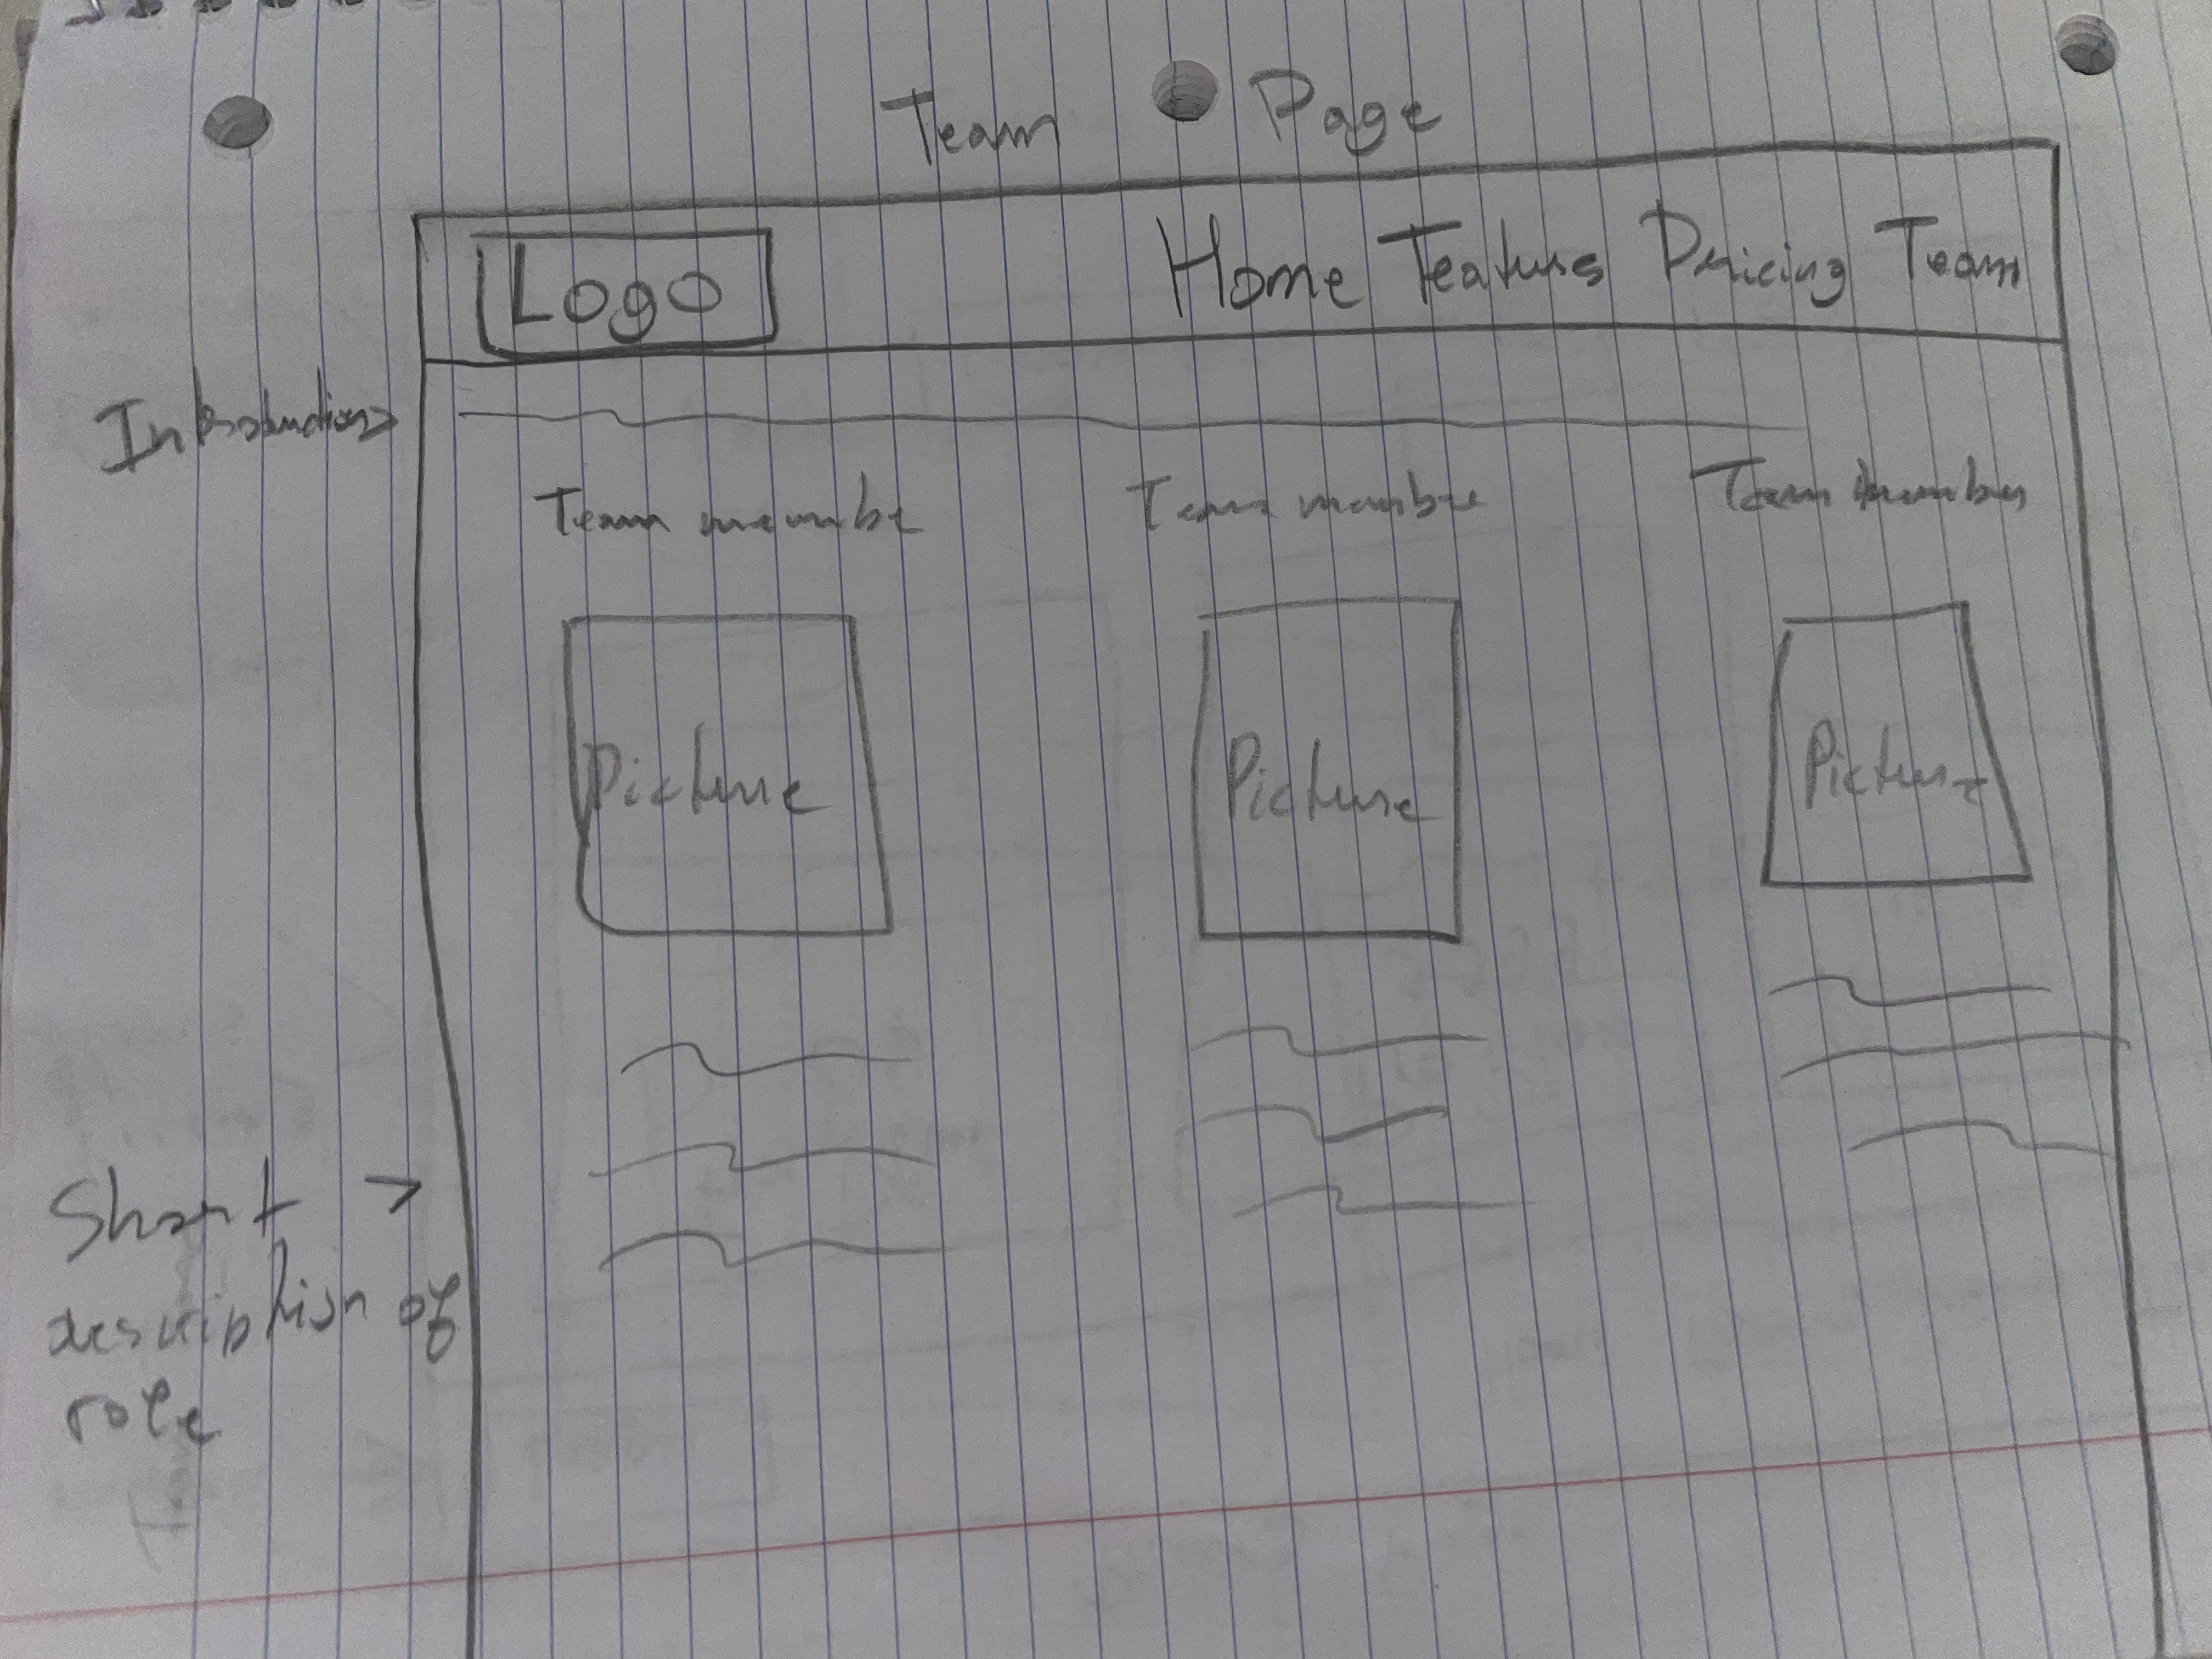 Team Page
Logo Home Features Pricing Team
Introduction >
Team member Team member Team member
Picture Picture Picture
Short >
description of
role